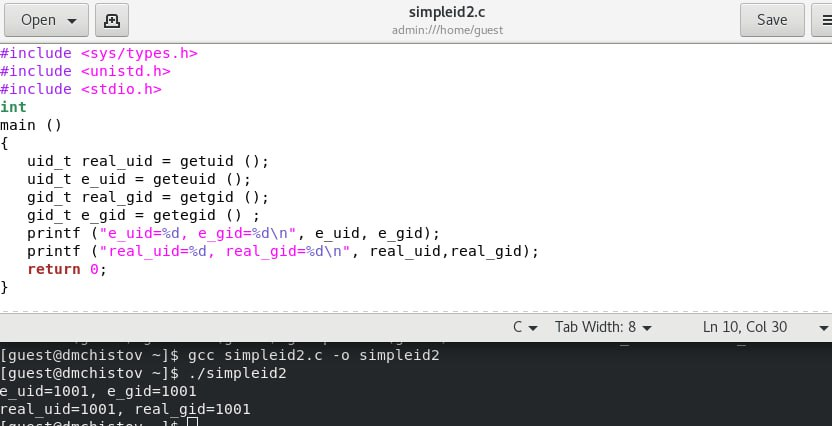 Open
simpleid2.c
admin:///home/guest
Save
#include <sys/types.h>
#include <unistd.h>
#include <stdio.h>
int
main ()
{
   uid_t real_uid = getuid ();
   uid_t e_uid = geteuid ();
   gid_t real_gid = getgid ();
   gid_t e_gid = getegid () ;
   printf ("e_uid=%d, e_gid=%d\n", e_uid, e_gid);
   printf ("real_uid=%d, real_gid=%d\n", real_uid,real_gid);
   return 0;
}
C Tab Width: 8 Ln 10, Col 30
[guest@dmchistov ~]$ gcc simpleid2.c -o simpleid2
[guest@dmchistov ~]$ ./simpleid2
e_uid=1001, e_gid=1001
real_uid=1001, real_gid=1001
[guest@dmchistov ~]$